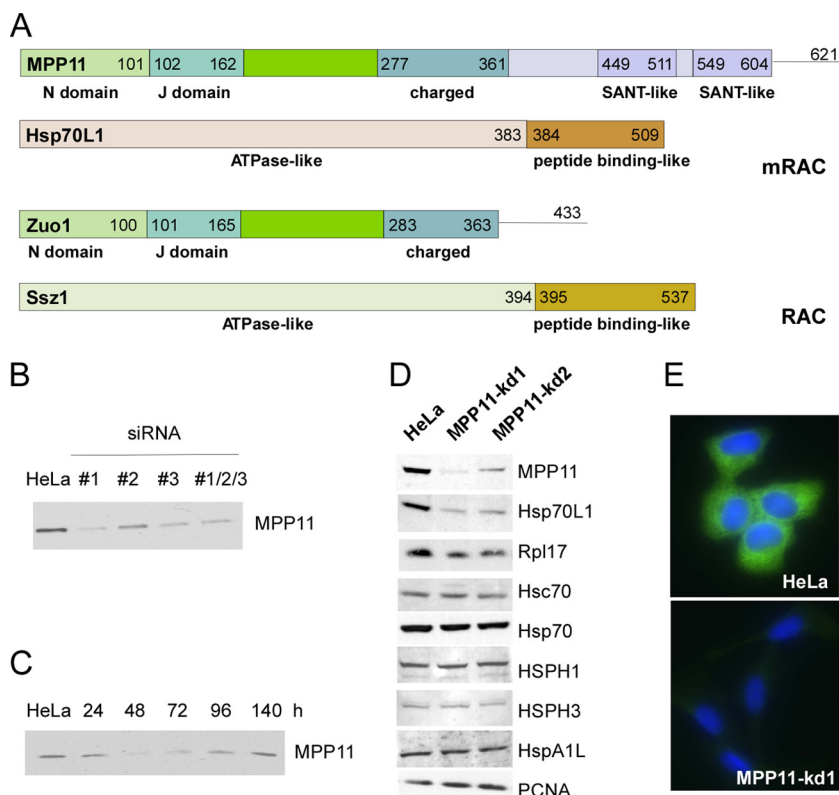 A
MPP11 101 102 162 277 361 449 511 549 604 621
N domain J domain charged SANT-like SANT-like
Hsp70L1 383 384 509
ATPase-like peptide binding-like mRAC
Zuo1 100 101 165 283 363 433
N domain J domain charged
Ssz1 394 395 537
ATPase-like peptide binding-like RAC
B
siRNA
HeLa #1 #2 #3 #1/2/3
MPP11
C
HeLa 24 48 72 96 140 h
MPP11
D
HeLa MPP11-kd1 MPP11-kd2
MPP11
Hsp70L1
Rpl17
Hsc70
Hsp70
HSPH1
HSPH3
HspA1L
PCNA
E
HeLa
MPP11-kd1